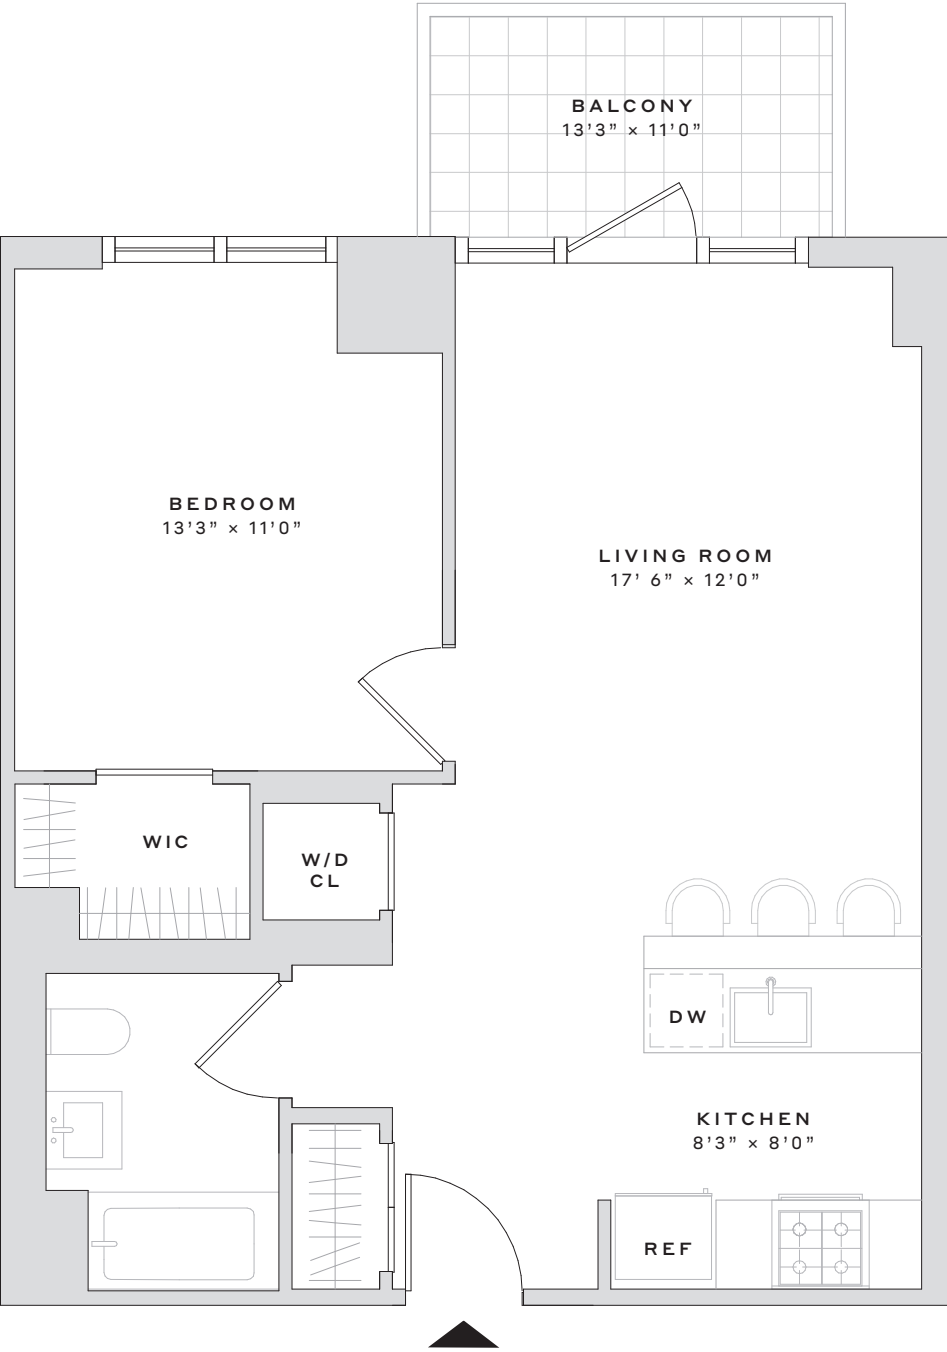 BALCONY
13’3” × 11’0”
BEDROOM
13’3” × 11’0”
LIVING ROOM
17’ 6” × 12’0”
WIC
W/D
CL
DW
KITCHEN
8’3” × 8’0”
REF